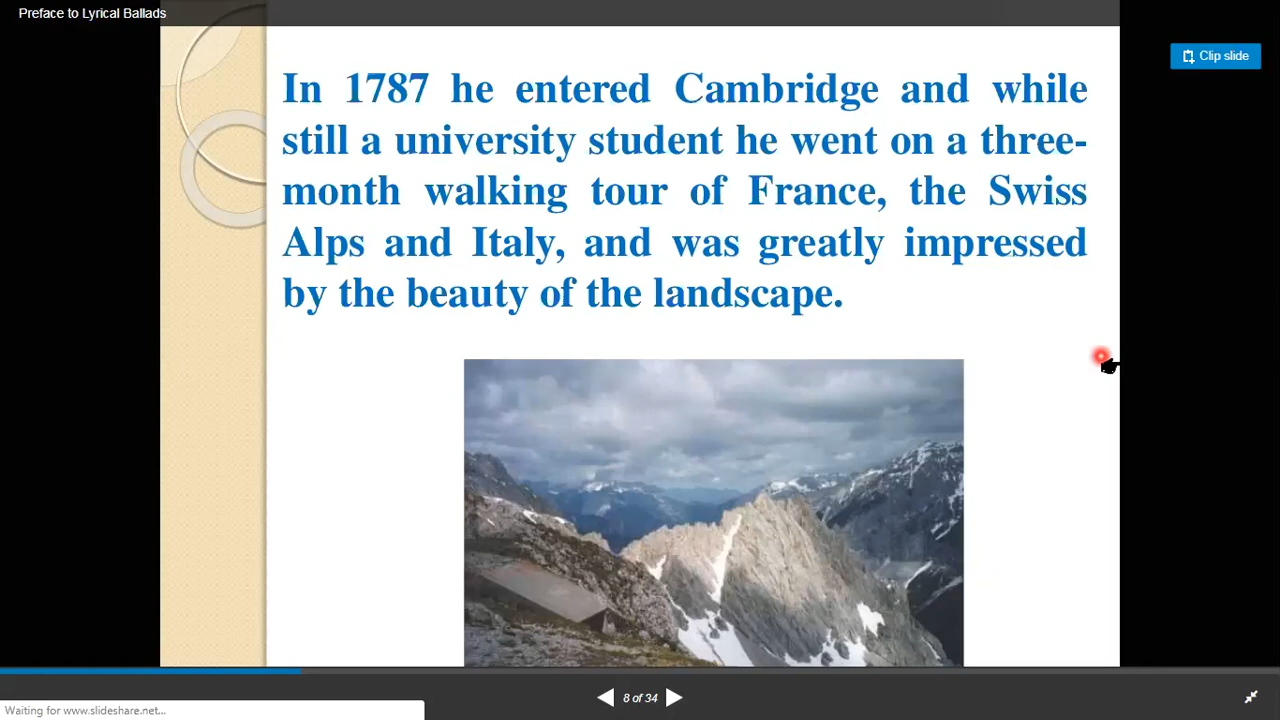 Preface to Lyrical Ballads
Clip slide
In 1787 he entered Cambridge and while
still a university student he went on a three-
month walking tour of France, the Swiss
Alps and Italy, and was greatly impressed
by the beauty of the landscape.
8 of 34
Waiting for www.slideshare.net...